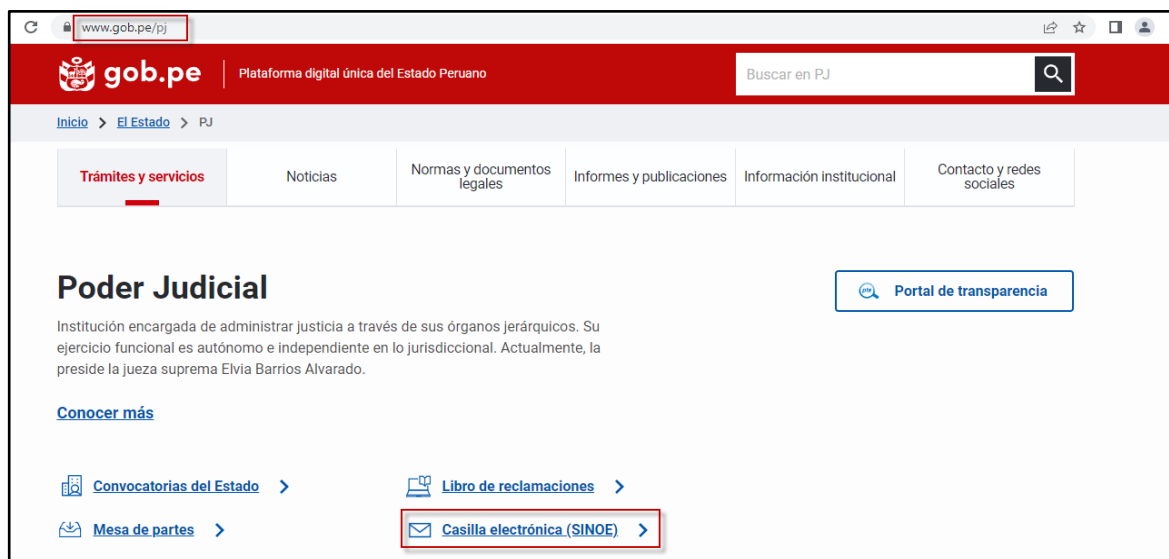 www.gob.pe/pj
gob.pe
Plataforma digital única del Estado Peruano
Buscar en PJ
Inicio > El Estado > PJ
Trámites y servicios
Noticias
Normas y documentos
legales
Informes y publicaciones
Información institucional
Contacto y redes
sociales
Poder Judicial
pte Portal de transparencia
Institución encargada de administrar justicia a través de sus órganos jerárquicos. Su
ejercicio funcional es autónomo e independiente en lo jurisdiccional. Actualmente, la
preside la jueza suprema Elvia Barrios Alvarado.
Conocer más
Convocatorias del Estado >
Libro de reclamaciones >
Mesa de partes >
Casilla electrónica (SINOE) >